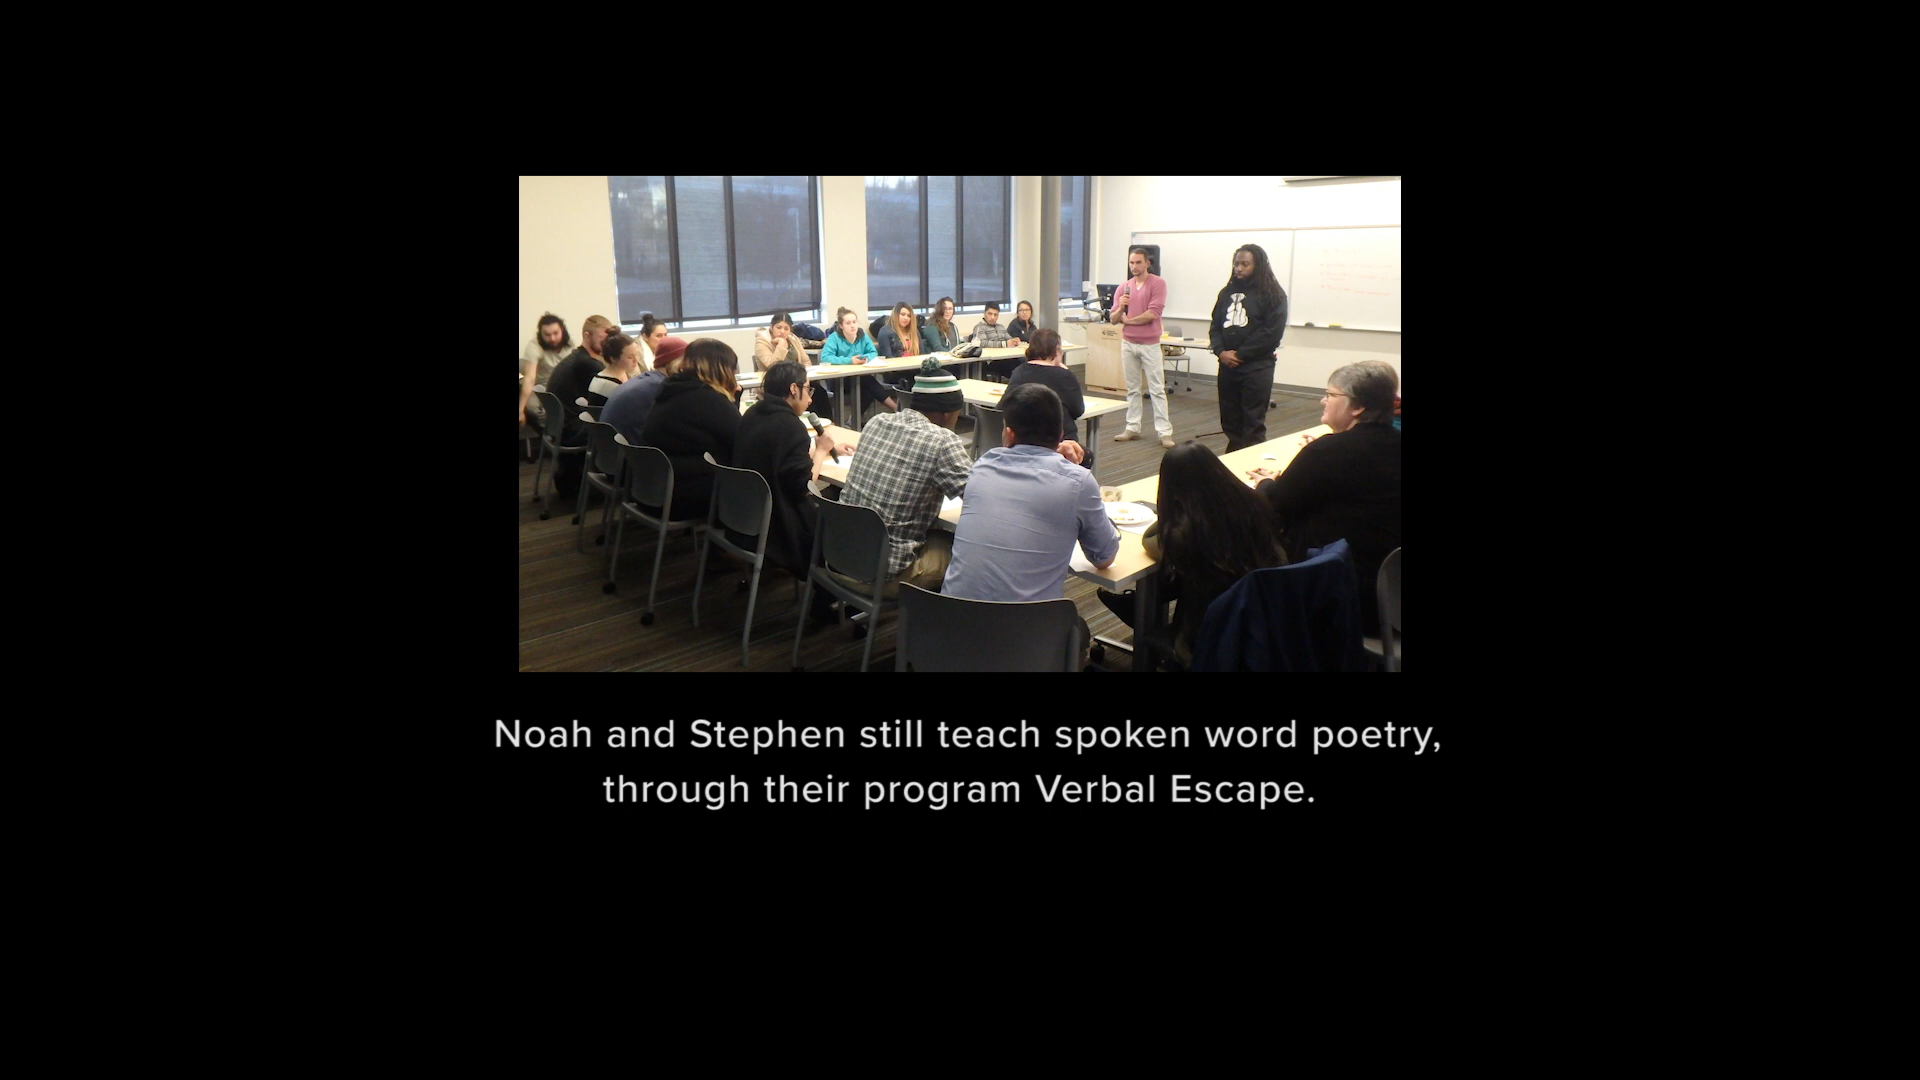 Noah and Stephen still teach spoken word poetry,
through their program Verbal Escape.